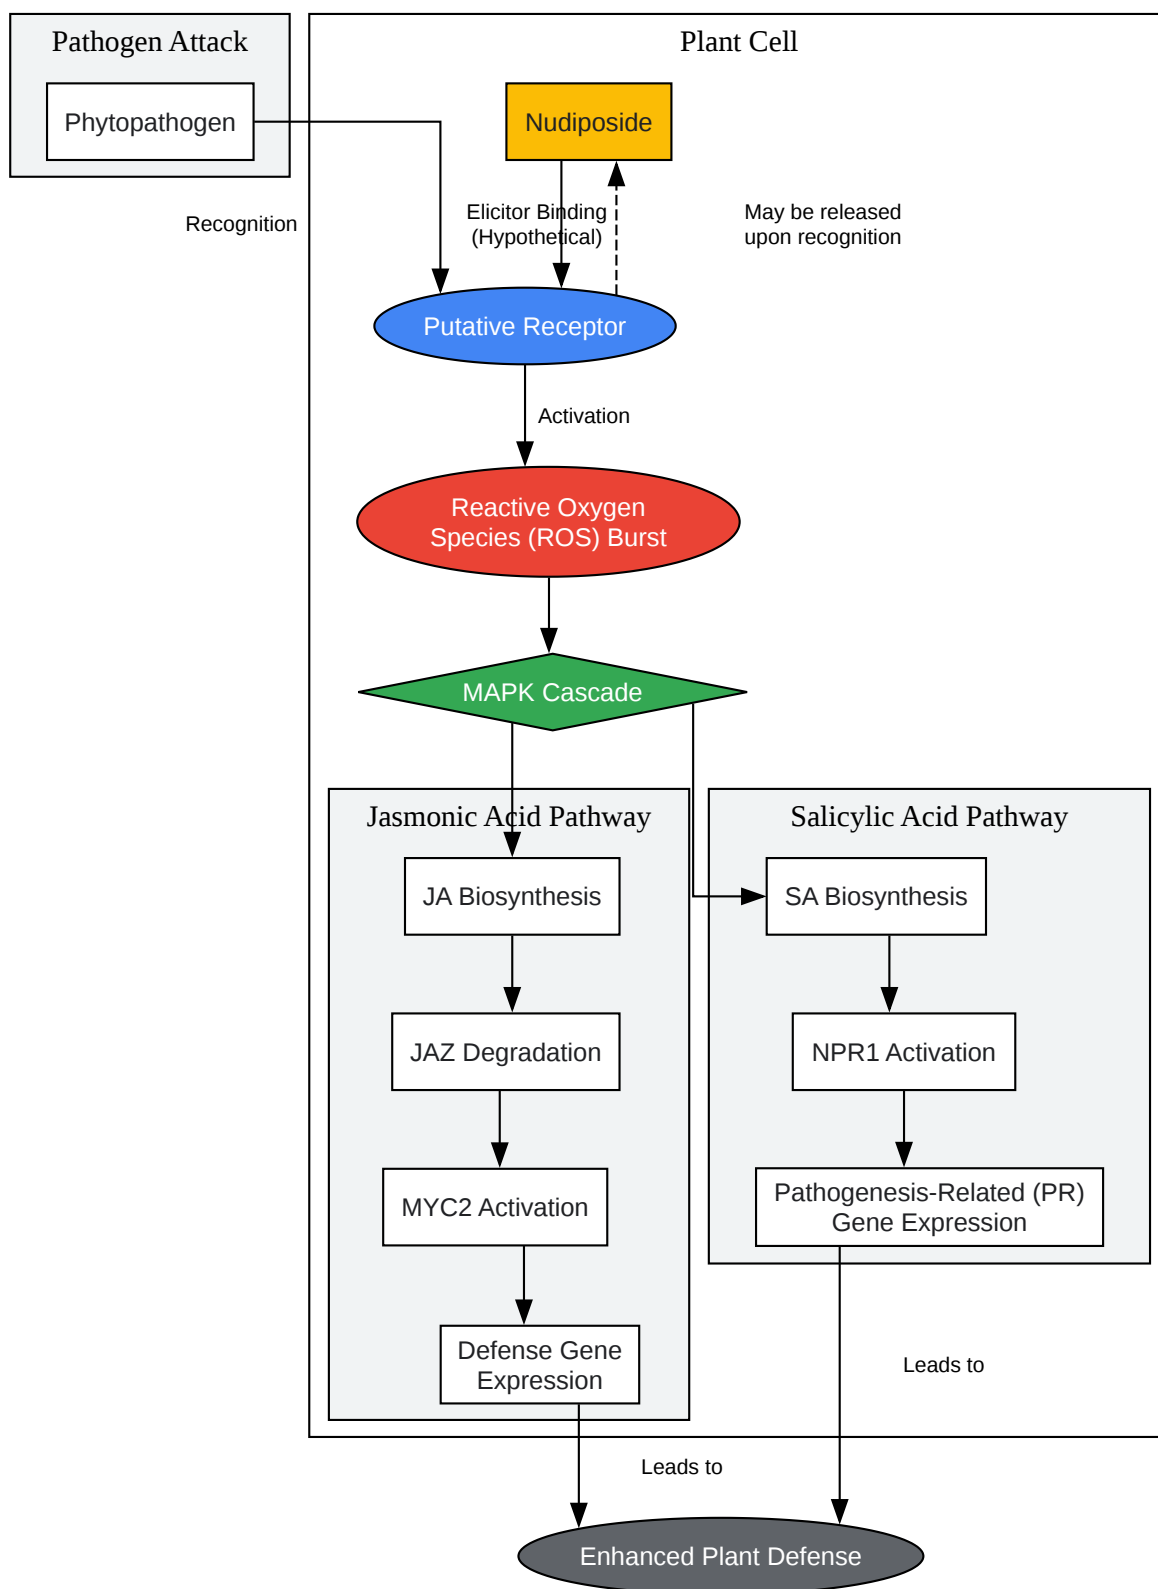 Pathogen Attack
Plant Cell
Phytopathogen
Nudiposide
Recognition
Elicitor Binding
(Hypothetical)
May be released
upon recognition
Putative Receptor
Activation
Reactive Oxygen
Species (ROS) Burst
MAPK Cascade
Jasmonic Acid Pathway
Salicylic Acid Pathway
JA Biosynthesis
SA Biosynthesis
JAZ Degradation
NPR1 Activation
MYC2 Activation
Pathogenesis-Related (PR)
Gene Expression
Defense Gene
Expression
Leads to
Leads to
Enhanced Plant Defense